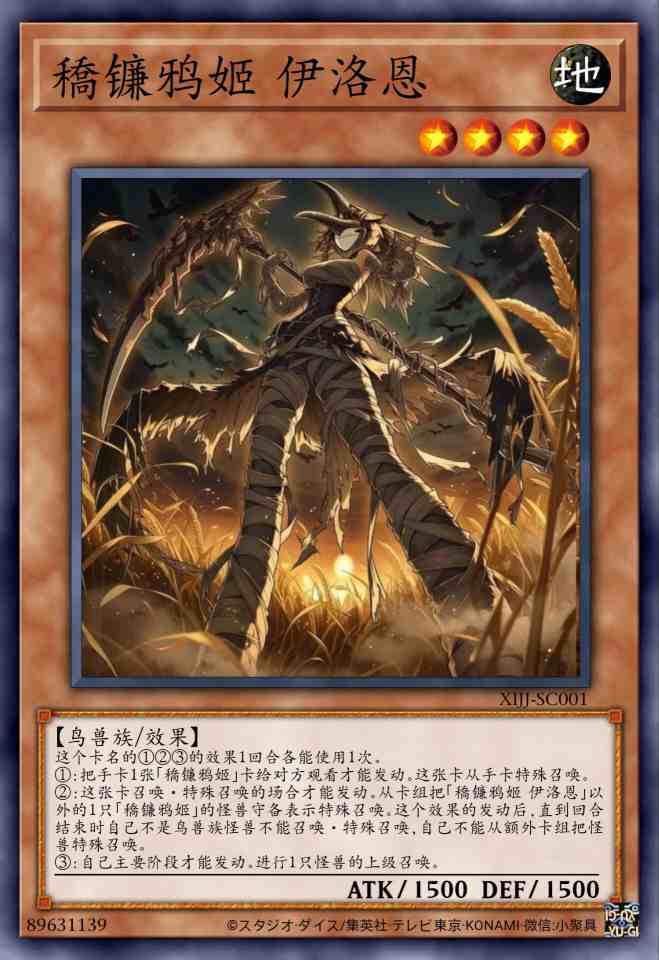 穚镰鸦姬 伊洛恩
地
XIJJ-SC001
【鸟兽族/效果】
这个卡名的①②③的效果1回合各能使用1次。
①:把手卡1张「穚镰鸦姬」卡给对方观看才能发动。这张卡从手卡特殊召唤。
②:这张卡召唤·特殊召唤的场合才能发动。从卡组把「穚镰鸦姬 伊洛恩」以
外的1只「穚镰鸦姬」的怪兽守备表示特殊召唤。这个效果的发动后,直到回合
结束时自己不是鸟兽族怪兽不能召唤·特殊召唤,自己不能从额外卡组把怪
兽特殊召唤。
③:自己主要阶段才能发动。进行1只怪兽的上级召唤。
ATK/1500 DEF/1500
89631139
©スタジオ·ダイス/集英社·テレビ東京·KONAMI·微信:小聚具